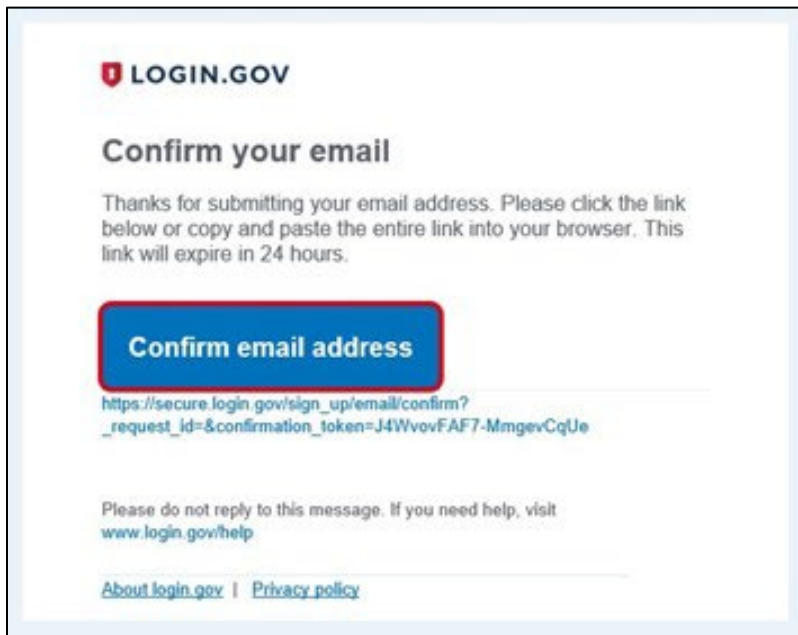 LOGIN.GOV
Confirm your email
Thanks for submitting your email address. Please click the link
below or copy and paste the entire link into your browser. This
link will expire in 24 hours.
Confirm email address
https://secure.login.gov/sign_up/email/confirm?
_request_id=&confirmation_token=J4WvovFAF7-MmgevCqUe
Please do not reply to this message. If you need help, visit
www.login.gov/help
About login.gov | Privacy policy